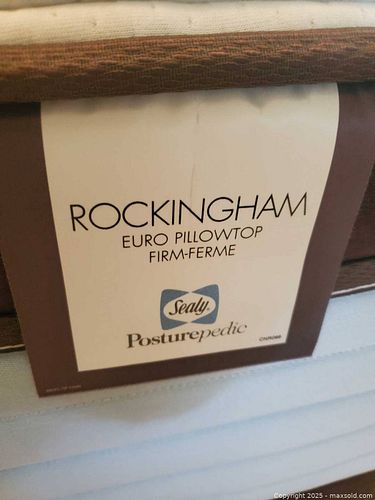 ROCKINGHAM
EURO PILLOWTOP
FIRM-FERME
Sealy
Posturepedic
Copyright 2025 - maxsold.com